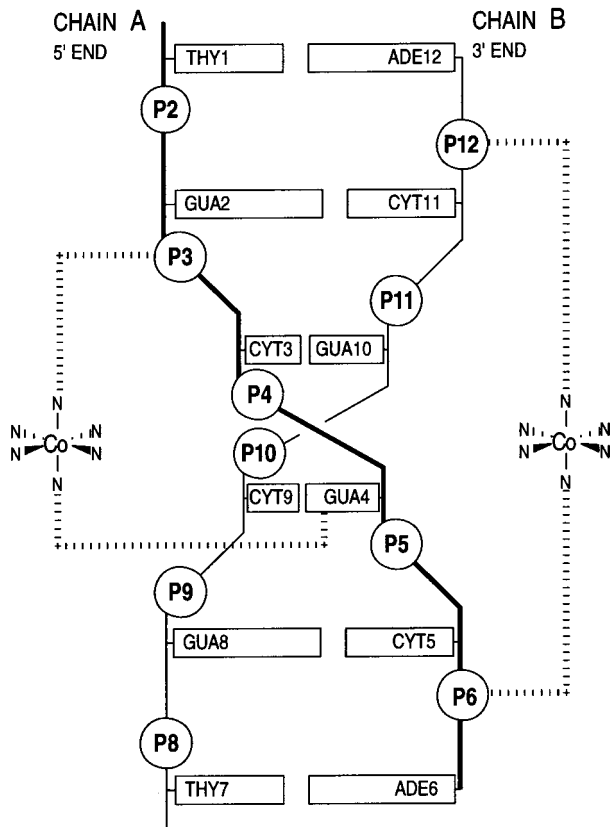 CHAIN A
5' END
CHAIN B
3' END
THY1 ADE12
P2
P12
GUA2 CYT11
P3
P11
CYT3 GUA10
P4
N
N N
Co
N N
N
P10
N
N N
Co
N N
N
CYT9 GUA4
P5
P9
GUA8 CYT5
P6
P8
THY7 ADE6